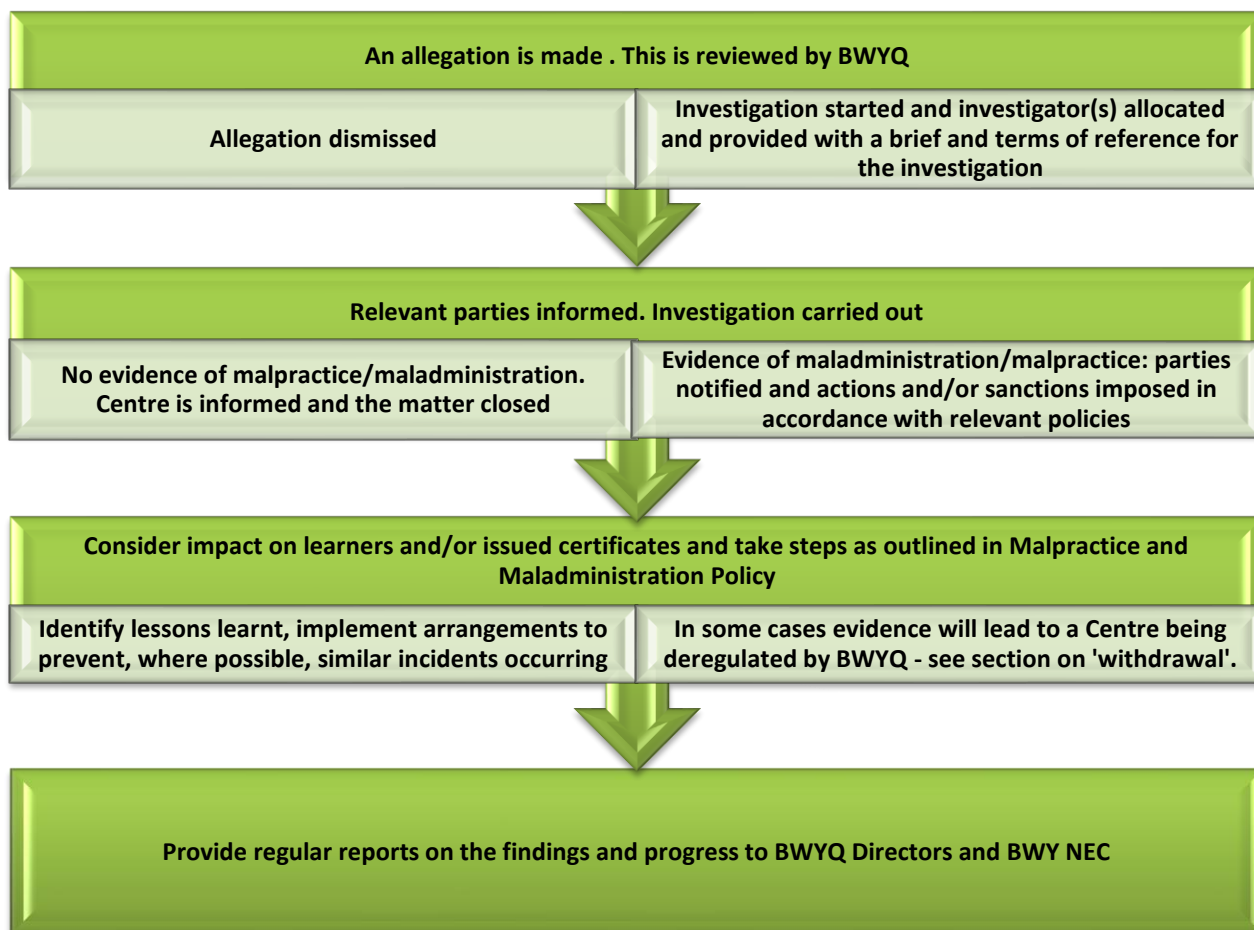 An allegation is made . This is reviewed by BWYQ
Allegation dismissed
Investigation started and investigator(s) allocated
and provided with a brief and terms of reference for
the investigation
Relevant parties informed. Investigation carried out
No evidence of malpractice/maladministration.
Centre is informed and the matter closed
Evidence of maladministration/malpractice: parties
notified and actions and/or sanctions imposed in
accordance with relevant policies
Consider impact on learners and/or issued certificates and take steps as outlined in Malpractice and
Maladministration Policy
Identify lessons learnt, implement arrangements to
prevent, where possible, similar incidents occurring
In some cases evidence will lead to a Centre being
deregulated by BWYQ - see section on 'withdrawal'.
Provide regular reports on the findings and progress to BWYQ Directors and BWY NEC